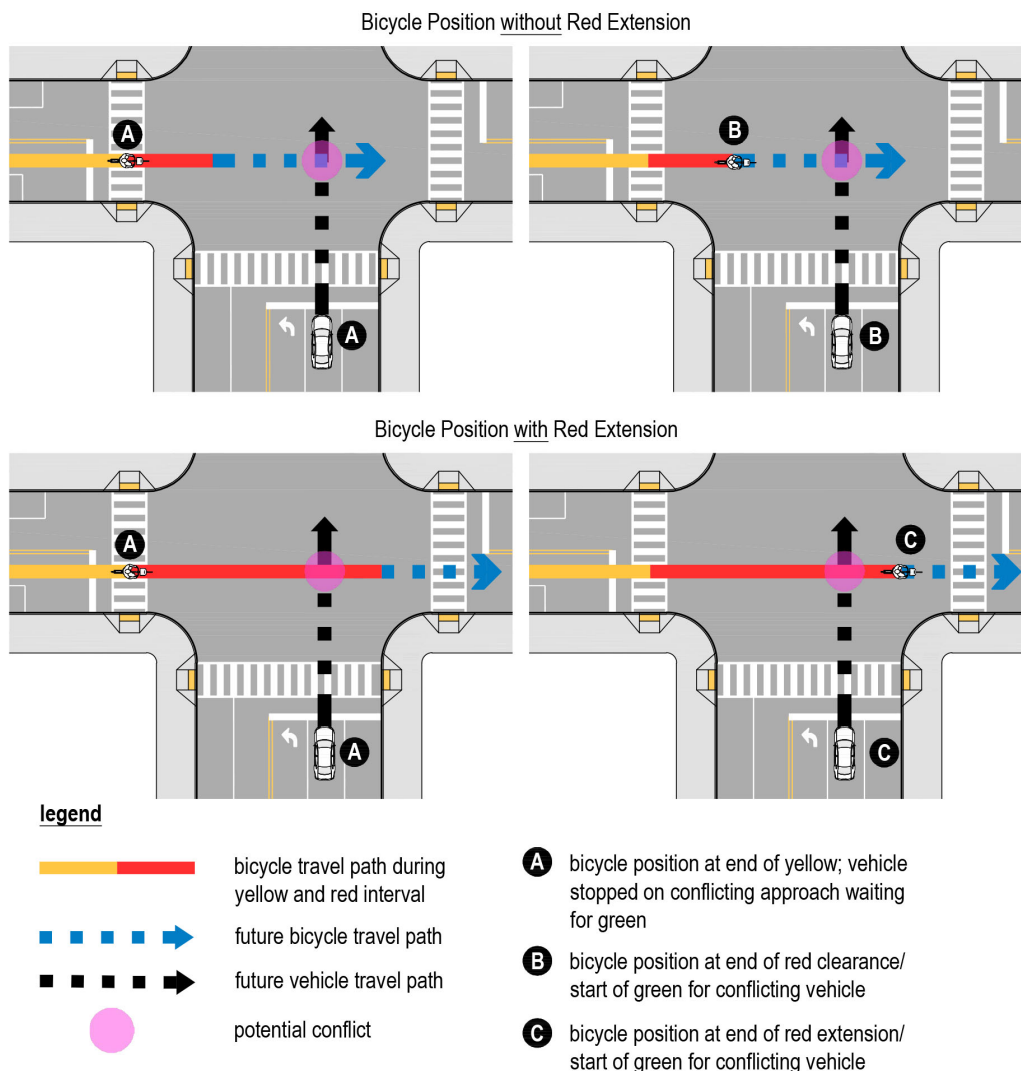 Bicycle Position without Red Extension
A
B
A
B
Bicycle Position with Red Extension
A
C
A
C
legend
bicycle travel path during
yellow and red interval
future bicycle travel path
future vehicle travel path
potential conflict
A bicycle position at end of yellow; vehicle
stopped on conflicting approach waiting
for green
B bicycle position at end of red clearance/
start of green for conflicting vehicle
C bicycle position at end of red extension/
start of green for conflicting vehicle